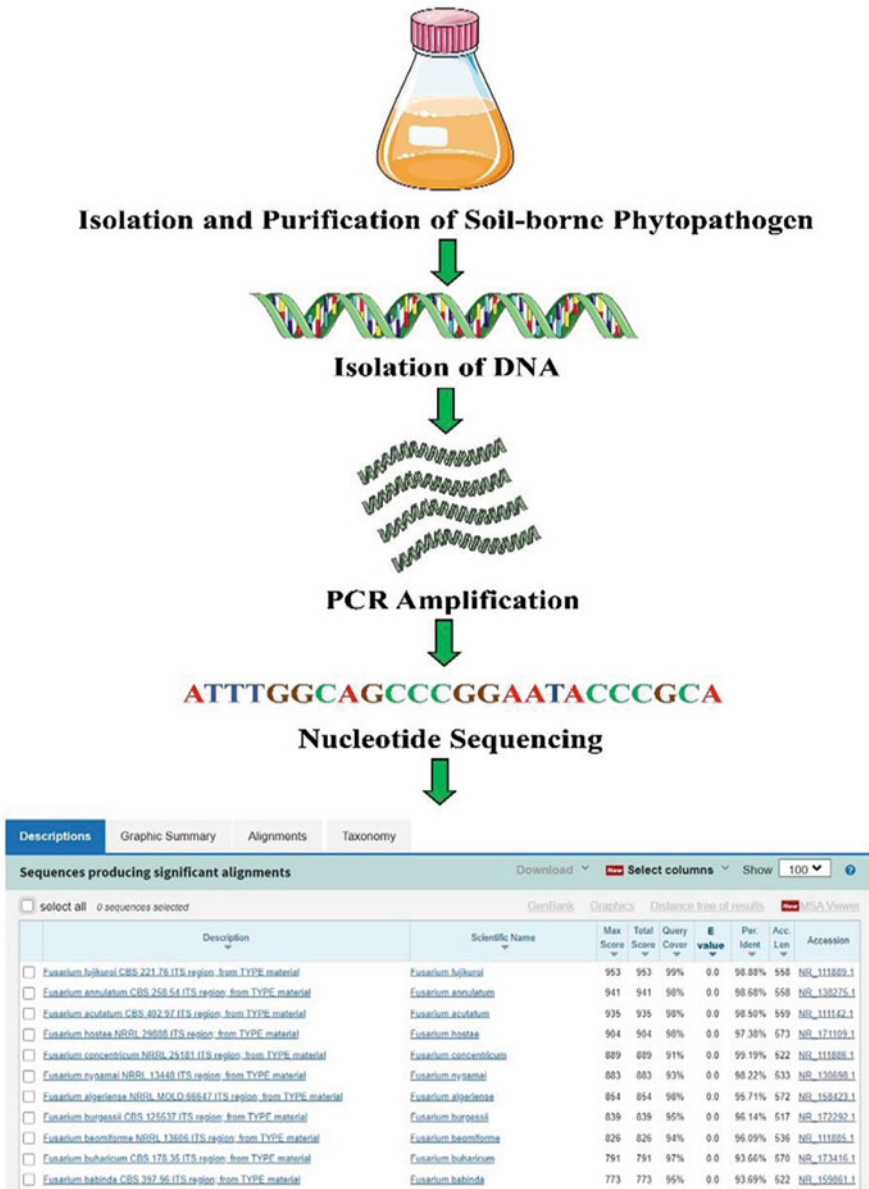 Isolation and Purification of Soil-borne Phytopathogen
Isolation of DNA
PCR Amplification
ATTTGGCAGCCCGGAATACCCGCA
Nucleotide Sequencing
Descriptions Graphic Summary Alignments Taxonomy
Sequences producing significant alignments Download New Select columns Show 100
select all 0 sequences selected GenBank Graphics Distance tree of results New MSA Viewer
Description Scientific Name Max Score Total Score Query Cover E value Per. Ident Acc. Len Accession
Fusarium fujikuroi CBS 221.76 ITS region; from TYPE material Fusarium fujikuroi 953 953 99% 0.0 98.88% 558 NR_111889.1
Fusarium annulatum CBS 258.54 ITS region; from TYPE material Fusarium annulatum 941 941 98% 0.0 98.68% 558 NR_138275.1
Fusarium acutatum CBS 402.97 ITS region; from TYPE material Fusarium acutatum 935 935 98% 0.0 98.50% 559 NR_111142.1
Fusarium hostae NRRL 29888 ITS region; from TYPE material Fusarium hostae 904 904 98% 0.0 97.38% 573 NR_171109.1
Fusarium concentricum NRRL 25181 ITS region; from TYPE material Fusarium concentricum 889 889 91% 0.0 99.19% 522 NR_111886.1
Fusarium nygamai NRRL 13448 ITS region; from TYPE material Fusarium nygamai 883 883 93% 0.0 98.22% 533 NR_130698.1
Fusarium algeriense NRRL MOLD:66647 ITS region; from TYPE material Fusarium algeriense 854 854 98% 0.0 95.71% 572 NR_158423.1
Fusarium burgessii CBS 125537 ITS region; from TYPE material Fusarium burgessii 839 839 95% 0.0 96.14% 517 NR_172292.1
Fusarium beomiforme NRRL 13606 ITS region; from TYPE material Fusarium beomiforme 826 826 94% 0.0 96.09% 536 NR_111885.1
Fusarium buharicum CBS 178.35 ITS region; from TYPE material Fusarium buharicum 791 791 97% 0.0 93.66% 570 NR_173416.1
Fusarium babinda CBS 397.96 ITS region; from TYPE material Fusarium babinda 773 773 95% 0.0 93.69% 522 NR_159861.1